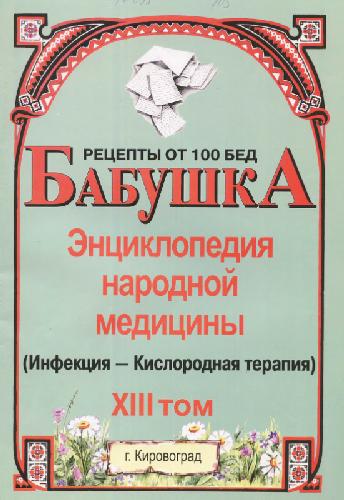 РЕЦЕПТЫ ОТ 100 БЕД
БАБУШКА
Энциклопедия
народной
медицины
(Инфекция – Кислородная терапия)
XIII том
г. Кировоград